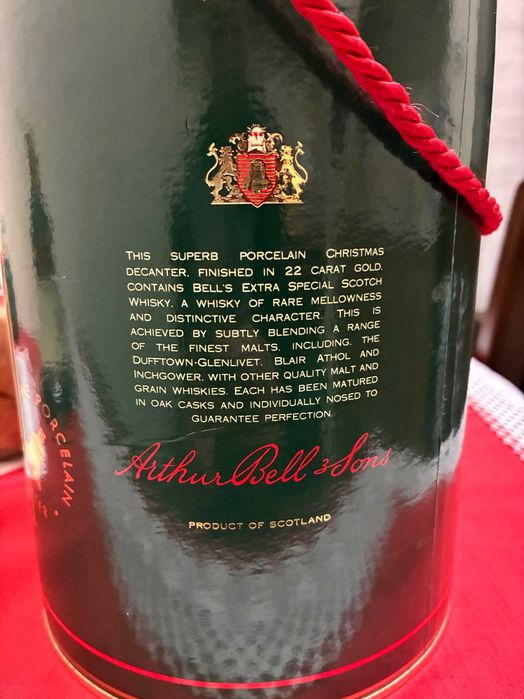 THIS SUPERB PORCELAIN CHRISTMAS
DECANTER, FINISHED IN 22 CARAT GOLD,
CONTAINS BELL'S EXTRA SPECIAL SCOTCH
WHISKY. A WHISKY OF RARE MELLOWNESS
AND DISTINCTIVE CHARACTER. THIS IS
ACHIEVED BY SUBTLY BLENDING A RANGE
OF THE FINEST MALTS, INCLUDING, THE
DUFFTOWN-GLENLIVET, BLAIR ATHOL AND
INCHGOWER, WITH OTHER QUALITY MALT AND
GRAIN WHISKIES. EACH HAS BEEN MATURED
IN OAK CASKS AND INDIVIDUALLY NOSED TO
GUARANTEE PERFECTION.
Arthur Bell & Sons
PRODUCT OF SCOTLAND
PORCELAIN